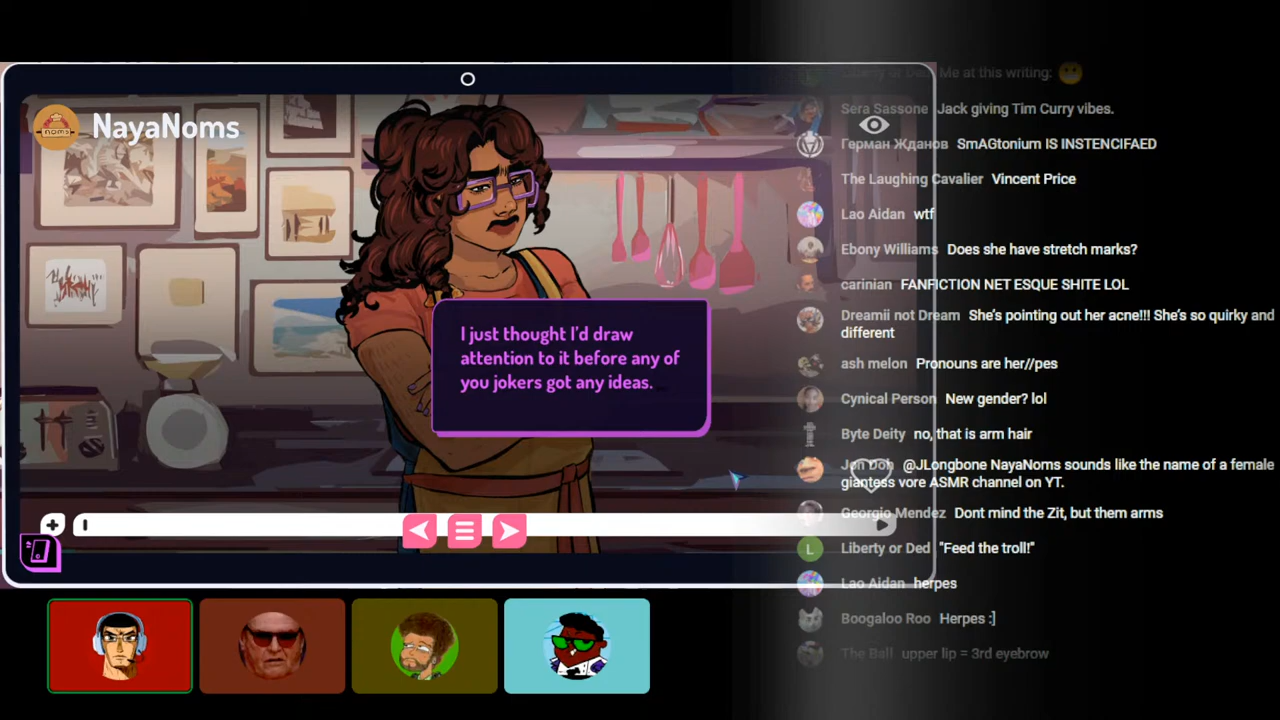 NayaNoms
noms
I just thought I'd draw
attention to it before any of
you jokers got any ideas.
Liberty or Ded Me at this writing: 😬
Sera Sassone Jack giving Tim Curry vibes.
Герман Жданов SmAGtonium IS INSTENCIFAED
The Laughing Cavalier Vincent Price
Lao Aidan wtf
Ebony Williams Does she have stretch marks?
carinian FANFICTION NET ESQUE SHITE LOL
Dreamii not Dream She's pointing out her acne!!! She's so quirky and
different
ash melon Pronouns are her//pes
Cynical Person New gender? lol
Byte Deity no, that is arm hair
Jon Doh @JLongbone NayaNoms sounds like the name of a female
giantess vore ASMR channel on YT.
Georgio Mendez Dont mind the Zit, but them arms
L
Liberty or Ded "Feed the troll!"
Lao Aidan herpes
Boogaloo Roo Herpes :]
The Ball upper lip = 3rd eyebrow